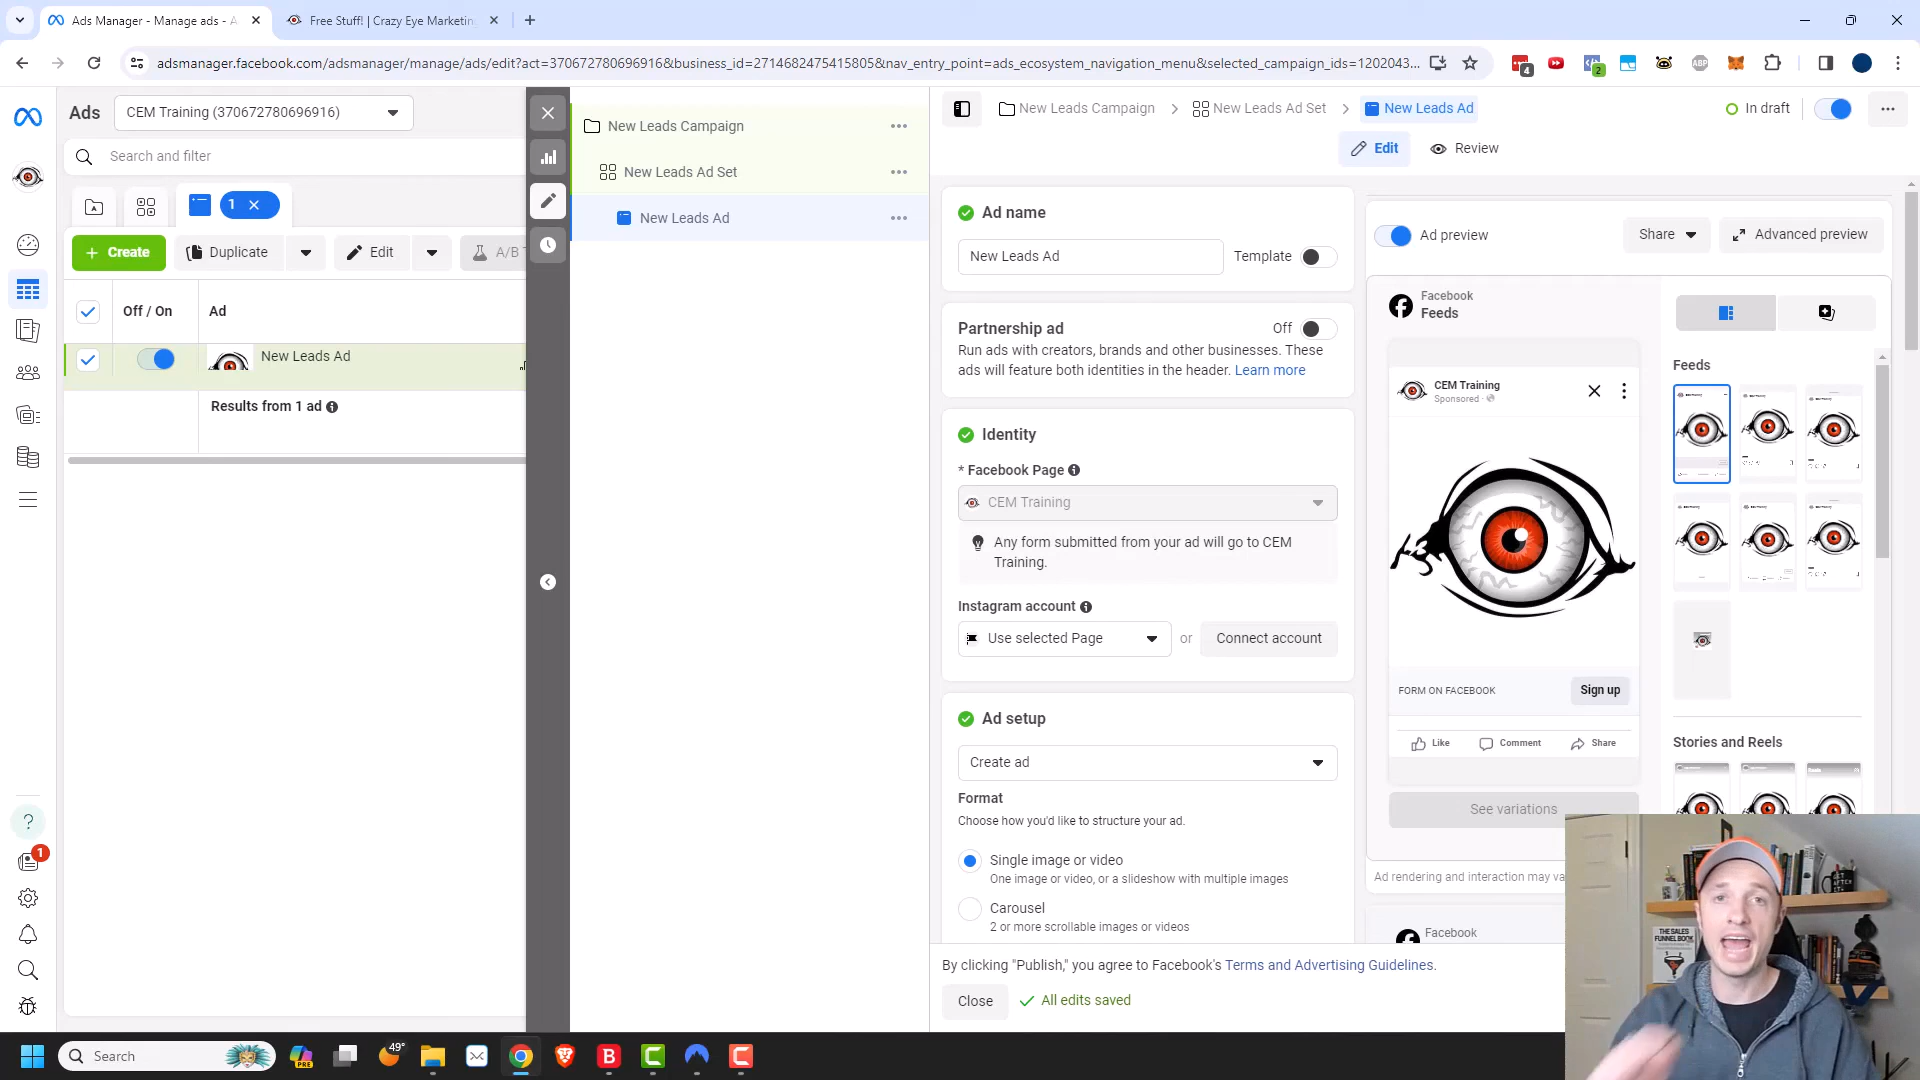 Ads Manager - Manage ads - A
Free Stuff! | Crazy Eye Marketin
adsmanager.facebook.com/adsmanager/manage/ads/edit?act=370672780696916&business_id=2714682475415805&nav_entry_point=ads_ecosystem_navigation_menu&selected_campaign_ids=1202043...
4
2
ABP
Ads
CEM Training (370672780696916)
Search and filter
1
Create
Duplicate
Edit
A/B T
Off / On
Ad
New Leads Ad
Results from 1 ad
New Leads Campaign
New Leads Ad Set
New Leads Ad
New Leads Campaign
New Leads Ad Set
New Leads Ad
In draft
Edit
Review
Ad name
New Leads Ad
Template
Partnership ad
Off
Run ads with creators, brands and other businesses. These
ads will feature both identities in the header. Learn more
Identity
* Facebook Page
CEM Training
Any form submitted from your ad will go to CEM
Training.
Instagram account
Use selected Page
or
Connect account
Ad setup
Create ad
Format
Choose how you'd like to structure your ad.
Single image or video
One image or video, or a slideshow with multiple images
Carousel
2 or more scrollable images or videos
By clicking "Publish," you agree to Facebook's Terms and Advertising Guidelines.
Close
All edits saved
Ad preview
Share
Advanced preview
Facebook
Feeds
CEM Training
Sponsored
FORM ON FACEBOOK
Sign up
Like
Comment
Share
See variations
Ad rendering and interaction may va
Facebook
Feeds
Stories and Reels
THE SALES
FUNNEL BOOK
1
Search
PRE
49°